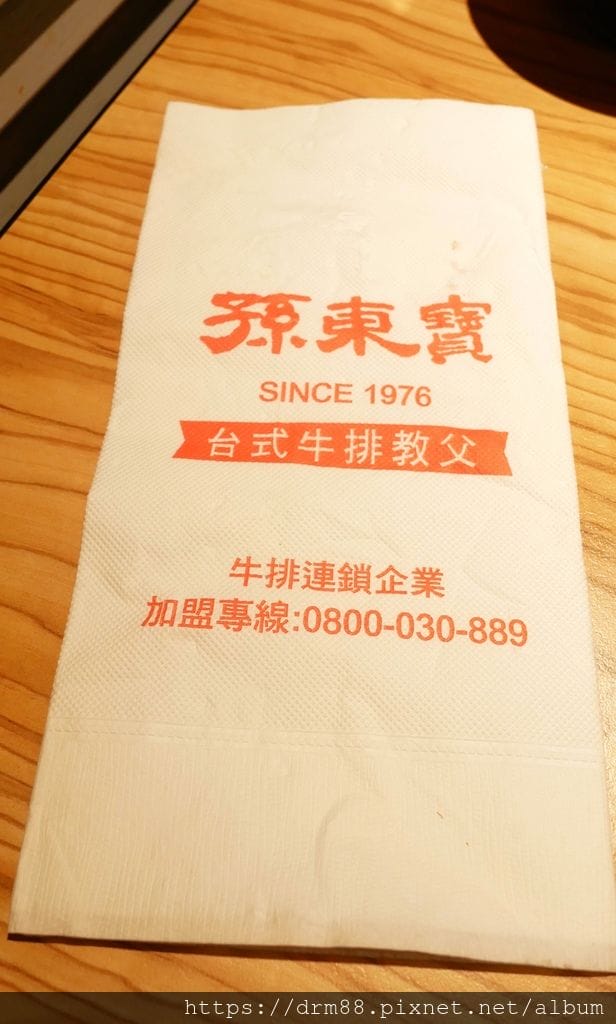 孫東寶
SINCE 1976
台式牛排教父
牛排連鎖企業
加盟專線:0800-030-889
https://drm88.pixnet.net/album